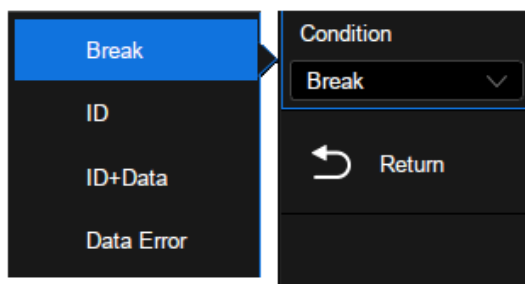 Break
ID
ID+Data
Data Error
Condition
Break
Return